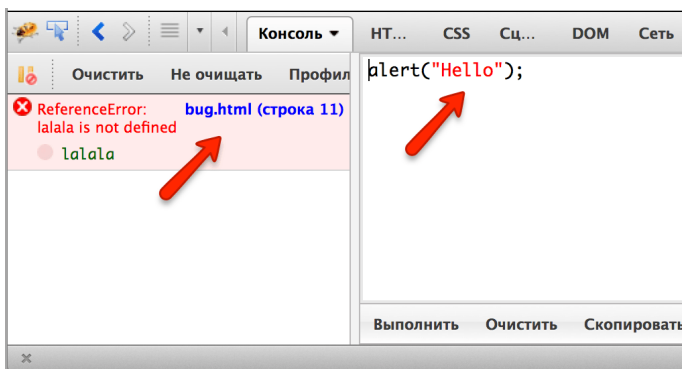 Консоль HT... CSS Сц... DOM Сеть
Очистить Не очищать Профил
alert("Hello");
ReferenceError: bug.html (строка 11)
lalala is not defined
lalala
Выполнить Очистить Скопировать